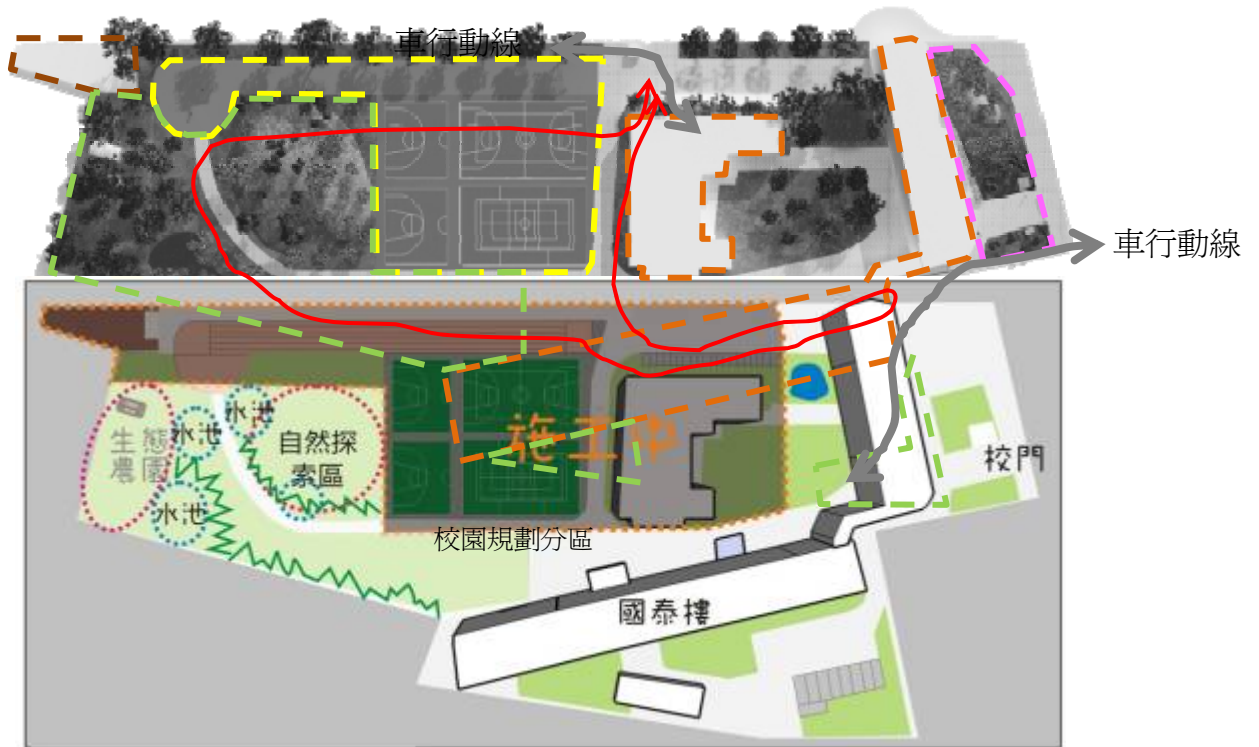 車行動線
車行動線
水池
生態
農園
水池
自然探
索區
施工中
校門
水池
校園規劃分區
國泰樓